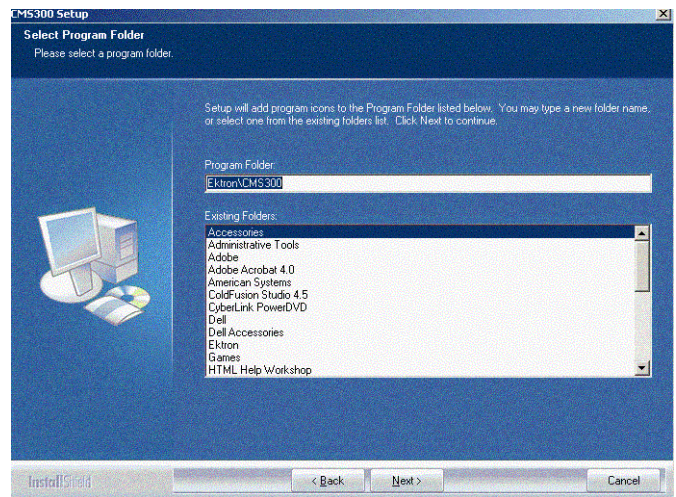 CMS300 Setup
Select Program Folder
Please select a program folder.
Setup will add program icons to the Program Folder listed below. You may type a new folder name,
or select one from the existing folders list. Click Next to continue.
Program Folder:
Ektron\CMS300
Existing Folders:
Accessories
Administrative Tools
Adobe
Adobe Acrobat 4.0
American Systems
ColdFusion Studio 4.5
CyberLink PowerDVD
Dell
Dell Accessories
Ektron
Games
HTML Help Workshop
InstallShield
< Back
Next >
Cancel